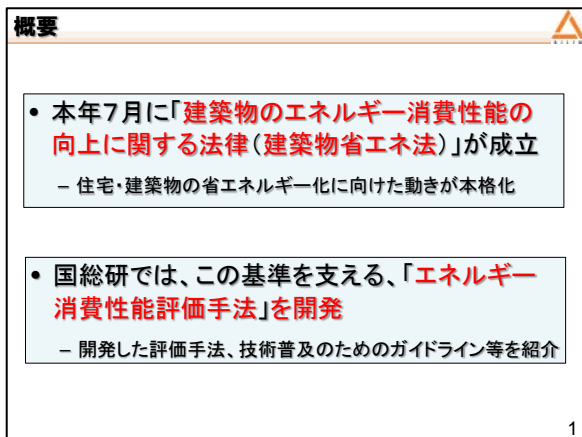 概要
• 本年7月に「建築物のエネルギー消費性能の
向上に関する法律(建築物省エネ法)」が成立
– 住宅・建築物の省エネルギー化に向けた動きが本格化
• 国総研では、この基準を支える、「エネルギー
消費性能評価手法」を開発
– 開発した評価手法、技術普及のためのガイドライン等を紹介
1